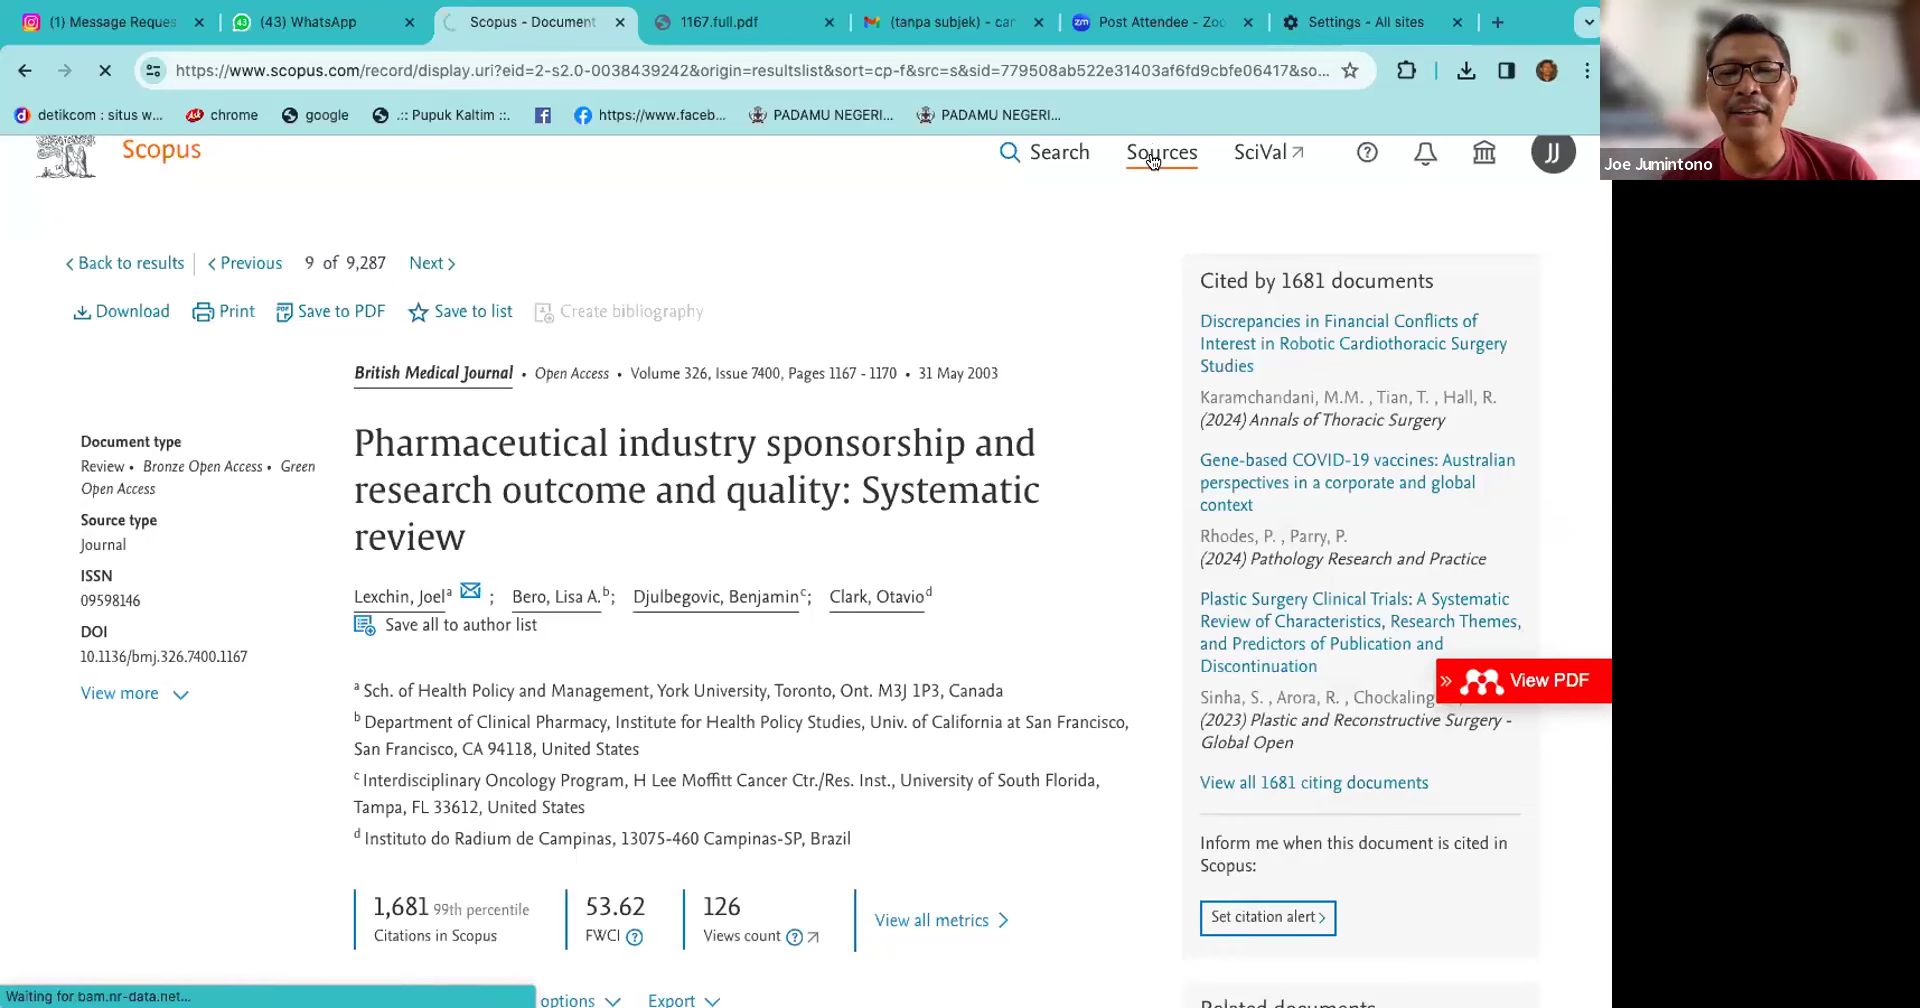 (1) Message Reques
(43) WhatsApp
Scopus - Document
1167.full.pdf
(tanpa subjek) - car
Post Attendee - Zoo
Settings - All sites
https://www.scopus.com/record/display.uri?eid=2-s2.0-0038439242&origin=resultslist&sort=cp-f&src=s&sid=779508ab522e31403af6fd9cbfe06417&so...
detikcom : situs w...
Ask chrome
google
.:: Pupuk Kaltim ::.
https://www.faceb...
PADAMU NEGERI...
PADAMU NEGERI...
Joe Jumintono
Scopus
Search
Sources
SciVal
JJ
Back to results
Previous
9 of 9,287
Next
Download
Print
Save to PDF
Save to list
Create bibliography
British Medical Journal • Open Access • Volume 326, Issue 7400, Pages 1167 - 1170 • 31 May 2003
Pharmaceutical industry sponsorship and
research outcome and quality: Systematic
review
Document type
Review • Bronze Open Access • Green
Open Access
Source type
Journal
ISSN
09598146
DOI
10.1136/bmj.326.7400.1167
View more
Lexchin, Joel a ; Bero, Lisa A. b; Djulbegovic, Benjamin c; Clark, Otavio d
Save all to author list
a Sch. of Health Policy and Management, York University, Toronto, Ont. M3J 1P3, Canada
b Department of Clinical Pharmacy, Institute for Health Policy Studies, Univ. of California at San Francisco,
San Francisco, CA 94118, United States
c Interdisciplinary Oncology Program, H Lee Moffitt Cancer Ctr./Res. Inst., University of South Florida,
Tampa, FL 33612, United States
d Instituto do Radium de Campinas, 13075-460 Campinas-SP, Brazil
1,681 99th percentile
Citations in Scopus
53.62
FWCI ?
126
Views count ?
View all metrics
options
Export
Cited by 1681 documents
Discrepancies in Financial Conflicts of
Interest in Robotic Cardiothoracic Surgery
Studies
Karamchandani, M.M. , Tian, T. , Hall, R.
(2024) Annals of Thoracic Surgery
Gene-based COVID-19 vaccines: Australian
perspectives in a corporate and global
context
Rhodes, P. , Parry, P.
(2024) Pathology Research and Practice
Plastic Surgery Clinical Trials: A Systematic
Review of Characteristics, Research Themes,
and Predictors of Publication and
Discontinuation
View PDF
Sinha, S. , Arora, R. , Chockaling
(2023) Plastic and Reconstructive Surgery -
Global Open
View all 1681 citing documents
Inform me when this document is cited in
Scopus:
Set citation alert
Related documents
Waiting for bam.nr-data.net...